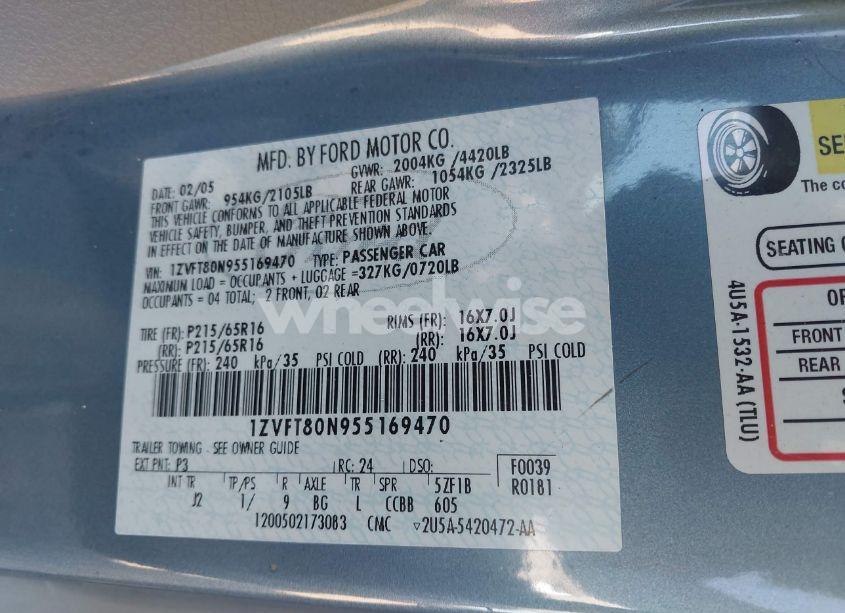 MFD. BY FORD MOTOR CO.
DATE: 02/05 GVWR: 2004KG /4420LB
FRONT GAWR: 954KG/2105LB REAR GAWR: 1054KG /2325LB
THIS VEHICLE CONFORMS TO ALL APPLICABLE FEDERAL MOTOR
VEHICLE SAFETY, BUMPER, AND THEFT PREVENTION STANDARDS
IN EFFECT ON THE DATE OF MANUFACTURE SHOWN ABOVE.
VIN: 1ZVFT80N955169470 TYPE: PASSENGER CAR
MAXIMUM LOAD = OCCUPANTS + LUGGAGE =327KG/0720LB
OCCUPANTS = 04 TOTAL; 2 FRONT, 02 REAR
wheelwise
TIRE (FR): P215/65R16 RIMS (FR): 16X7.0J
(RR): P215/65R16 (RR): 16X7.0J
PRESSURE (FR): 240 kPa/35 PSI COLD (RR): 240 kPa/35 PSI COLD
1ZVFT80N955169470
TRAILER TOWING - SEE OWNER GUIDE
EXT PNT: P3 RC: 24 DSO: F0039
INT TR TP/PS R AXLE TR SPR 5ZF1B R0181
J2 1/ 9 BG L CCBB 605
1200502173083 CMC ▽2U5A-5420472-AA
The co
SEATING
FRONT
REAR
4U5A-1532-AA (TLU)